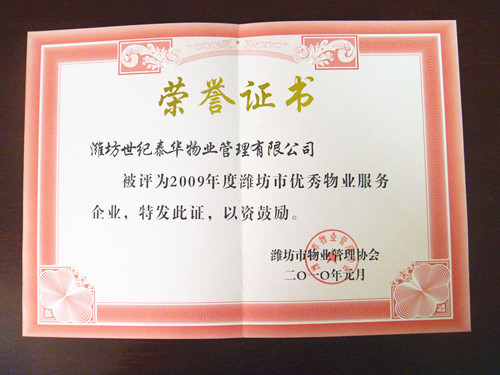 荣誉证书
潍坊世纪泰华物业管理有限公司
被评为2009年度潍坊市优秀物业服务
企业，特发此证，以资鼓励。
潍坊市物业管理协会
二〇一〇年元月